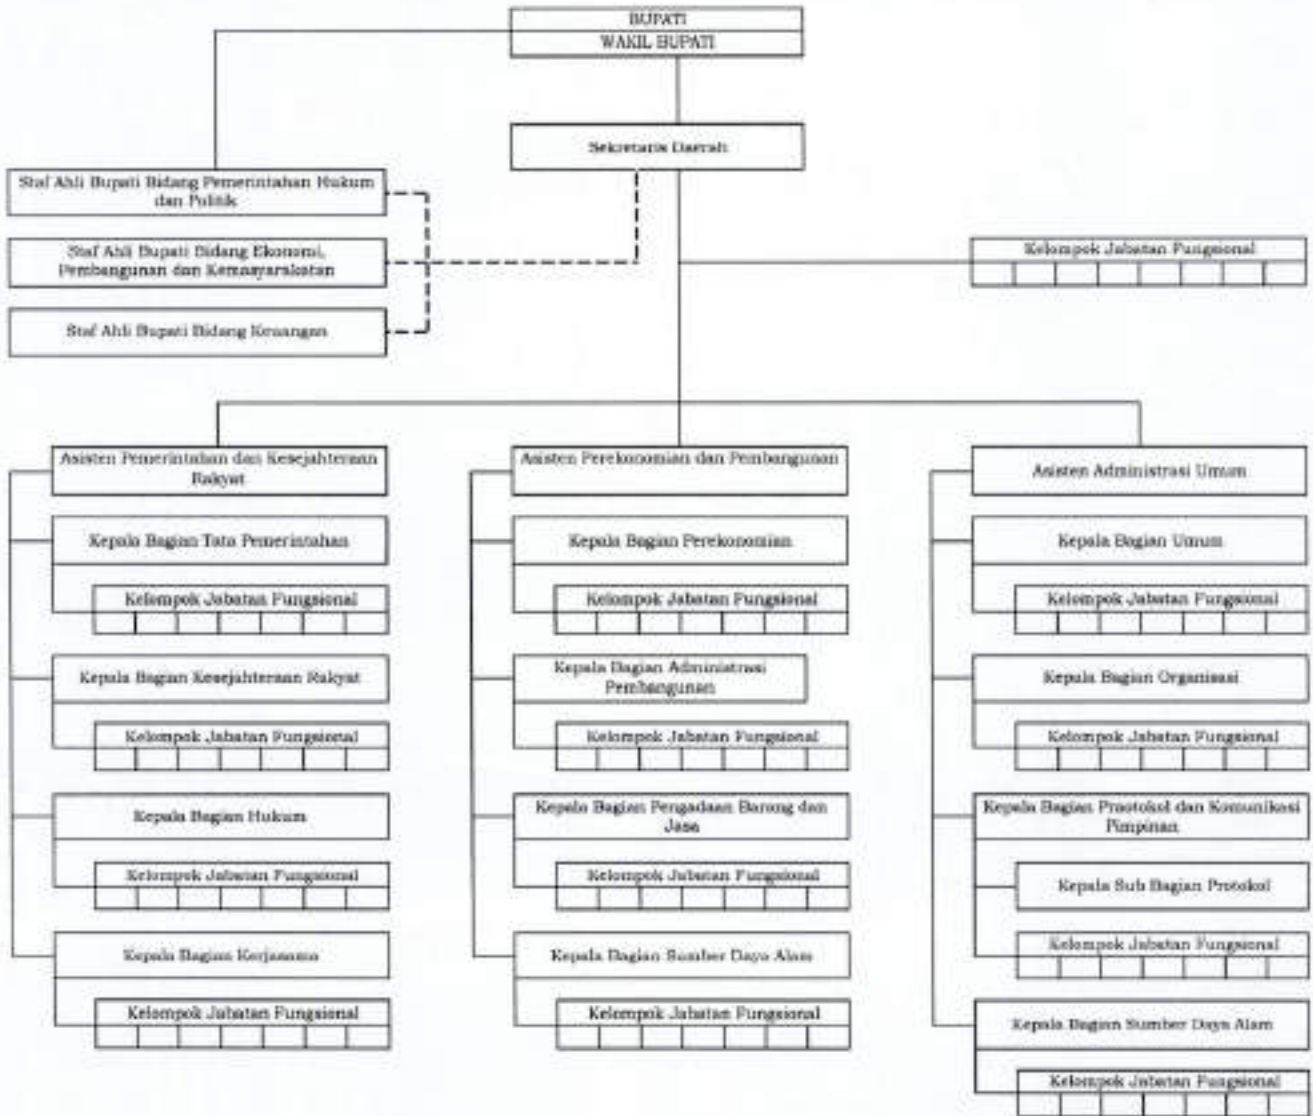 BUPATI
WAKIL BUPATI
Sekretaris Daerah
Staf Ahli Bupati Bidang Pemerintahan Hukum
dan Politik
Staf Ahli Bupati Bidang Ekonomi,
Pembangunan dan Kemasyarakatan
Staf Ahli Bupati Bidang Keuangan
Kelompok Jabatan Fungsional
Asisten Pemerintahan dan Kesejahteraan
Rakyat
Kepala Bagian Tata Pemerintahan
Kelompok Jabatan Fungsional
Kepala Bagian Kesejahteraan Rakyat
Kelompok Jabatan Fungsional
Kepala Bagian Hukum
Kelompok Jabatan Fungsional
Kepala Bagian Kerjasama
Kelompok Jabatan Fungsional
Asisten Perekonomian dan Pembangunan
Kepala Bagian Perekonomian
Kelompok Jabatan Fungsional
Kepala Bagian Administrasi
Pembangunan
Kelompok Jabatan Fungsional
Kepala Bagian Pengadaan Barang dan
Jasa
Kelompok Jabatan Fungsional
Kepala Bagian Sumber Daya Alam
Kelompok Jabatan Fungsional
Asisten Administrasi Umum
Kepala Bagian Umum
Kelompok Jabatan Fungsional
Kepala Bagian Organisasi
Kelompok Jabatan Fungsional
Kepala Bagian Praotokol dan Komunikasi
Pimpinan
Kepala Sub Bagian Protokol
Kelompok Jabatan Fungsional
Kepala Bagian Sumber Daya Alam
Kelompok Jabatan Fungsional